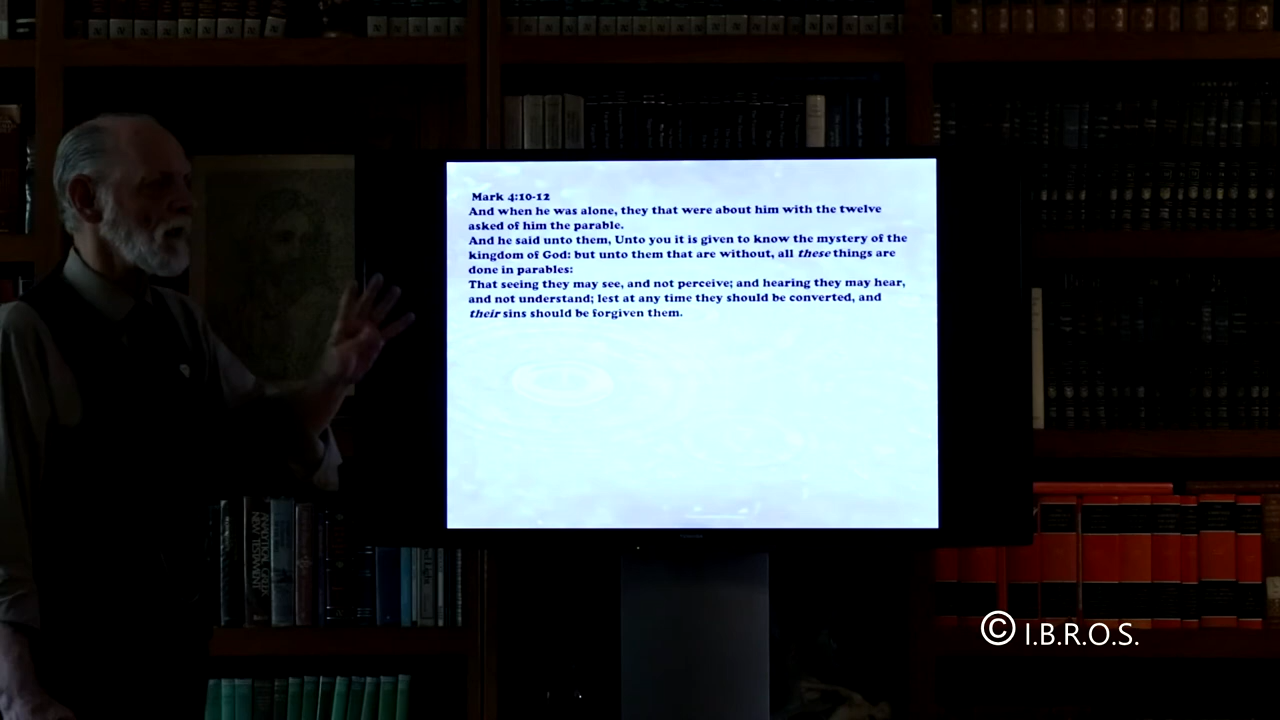 Mark 4:10-12
And when he was alone, they that were about him with the twelve
asked of him the parable.
And he said unto them, Unto you it is given to know the mystery of the
kingdom of God: but unto them that are without, all these things are
done in parables:
That seeing they may see, and not perceive; and hearing they may hear,
and not understand; lest at any time they should be converted, and
their sins should be forgiven them.
ANALYTICAL GREEK
NEW TESTAMENT
© I.B.R.O.S.